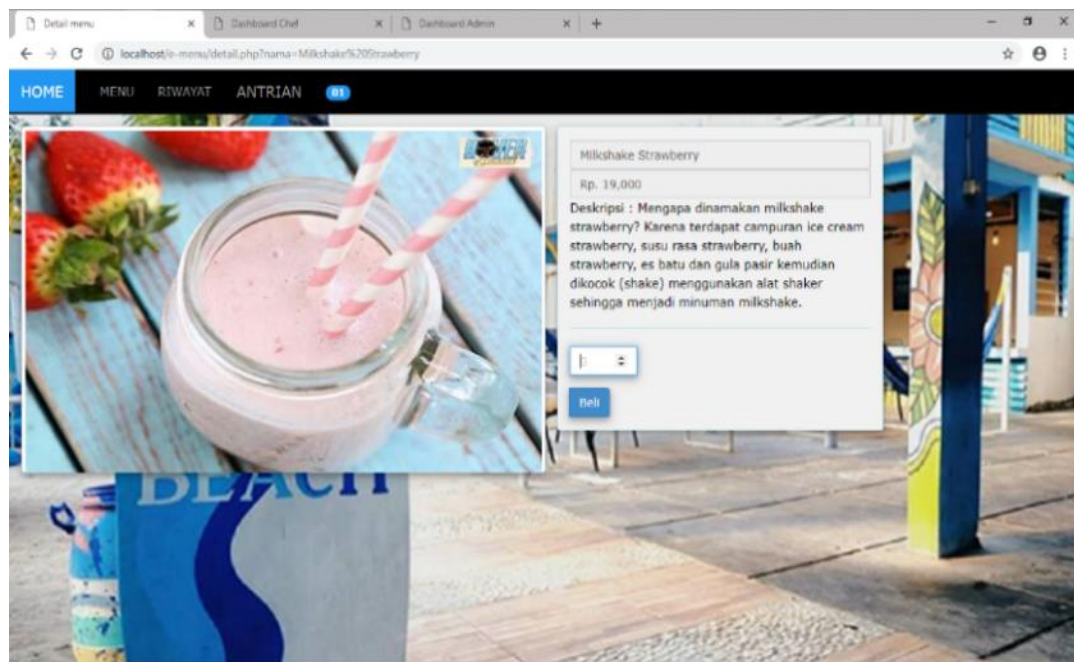 Detail menu
Dashboard Chef
Dashboard Admin
localhost/e-menu/detail.php?nama=Milkshake%20Strawberry
HOME MENU RIWAYAT ANTRIAN 01
Milkshake Strawberry
Rp. 19,000
Deskripsi : Mengapa dinamakan milkshake
strawberry? Karena terdapat campuran ice cream
strawberry, susu rasa strawberry, buah
strawberry, es batu dan gula pasir kemudian
dikocok (shake) menggunakan alat shaker
sehingga menjadi minuman milkshake.
Beli
BEACH